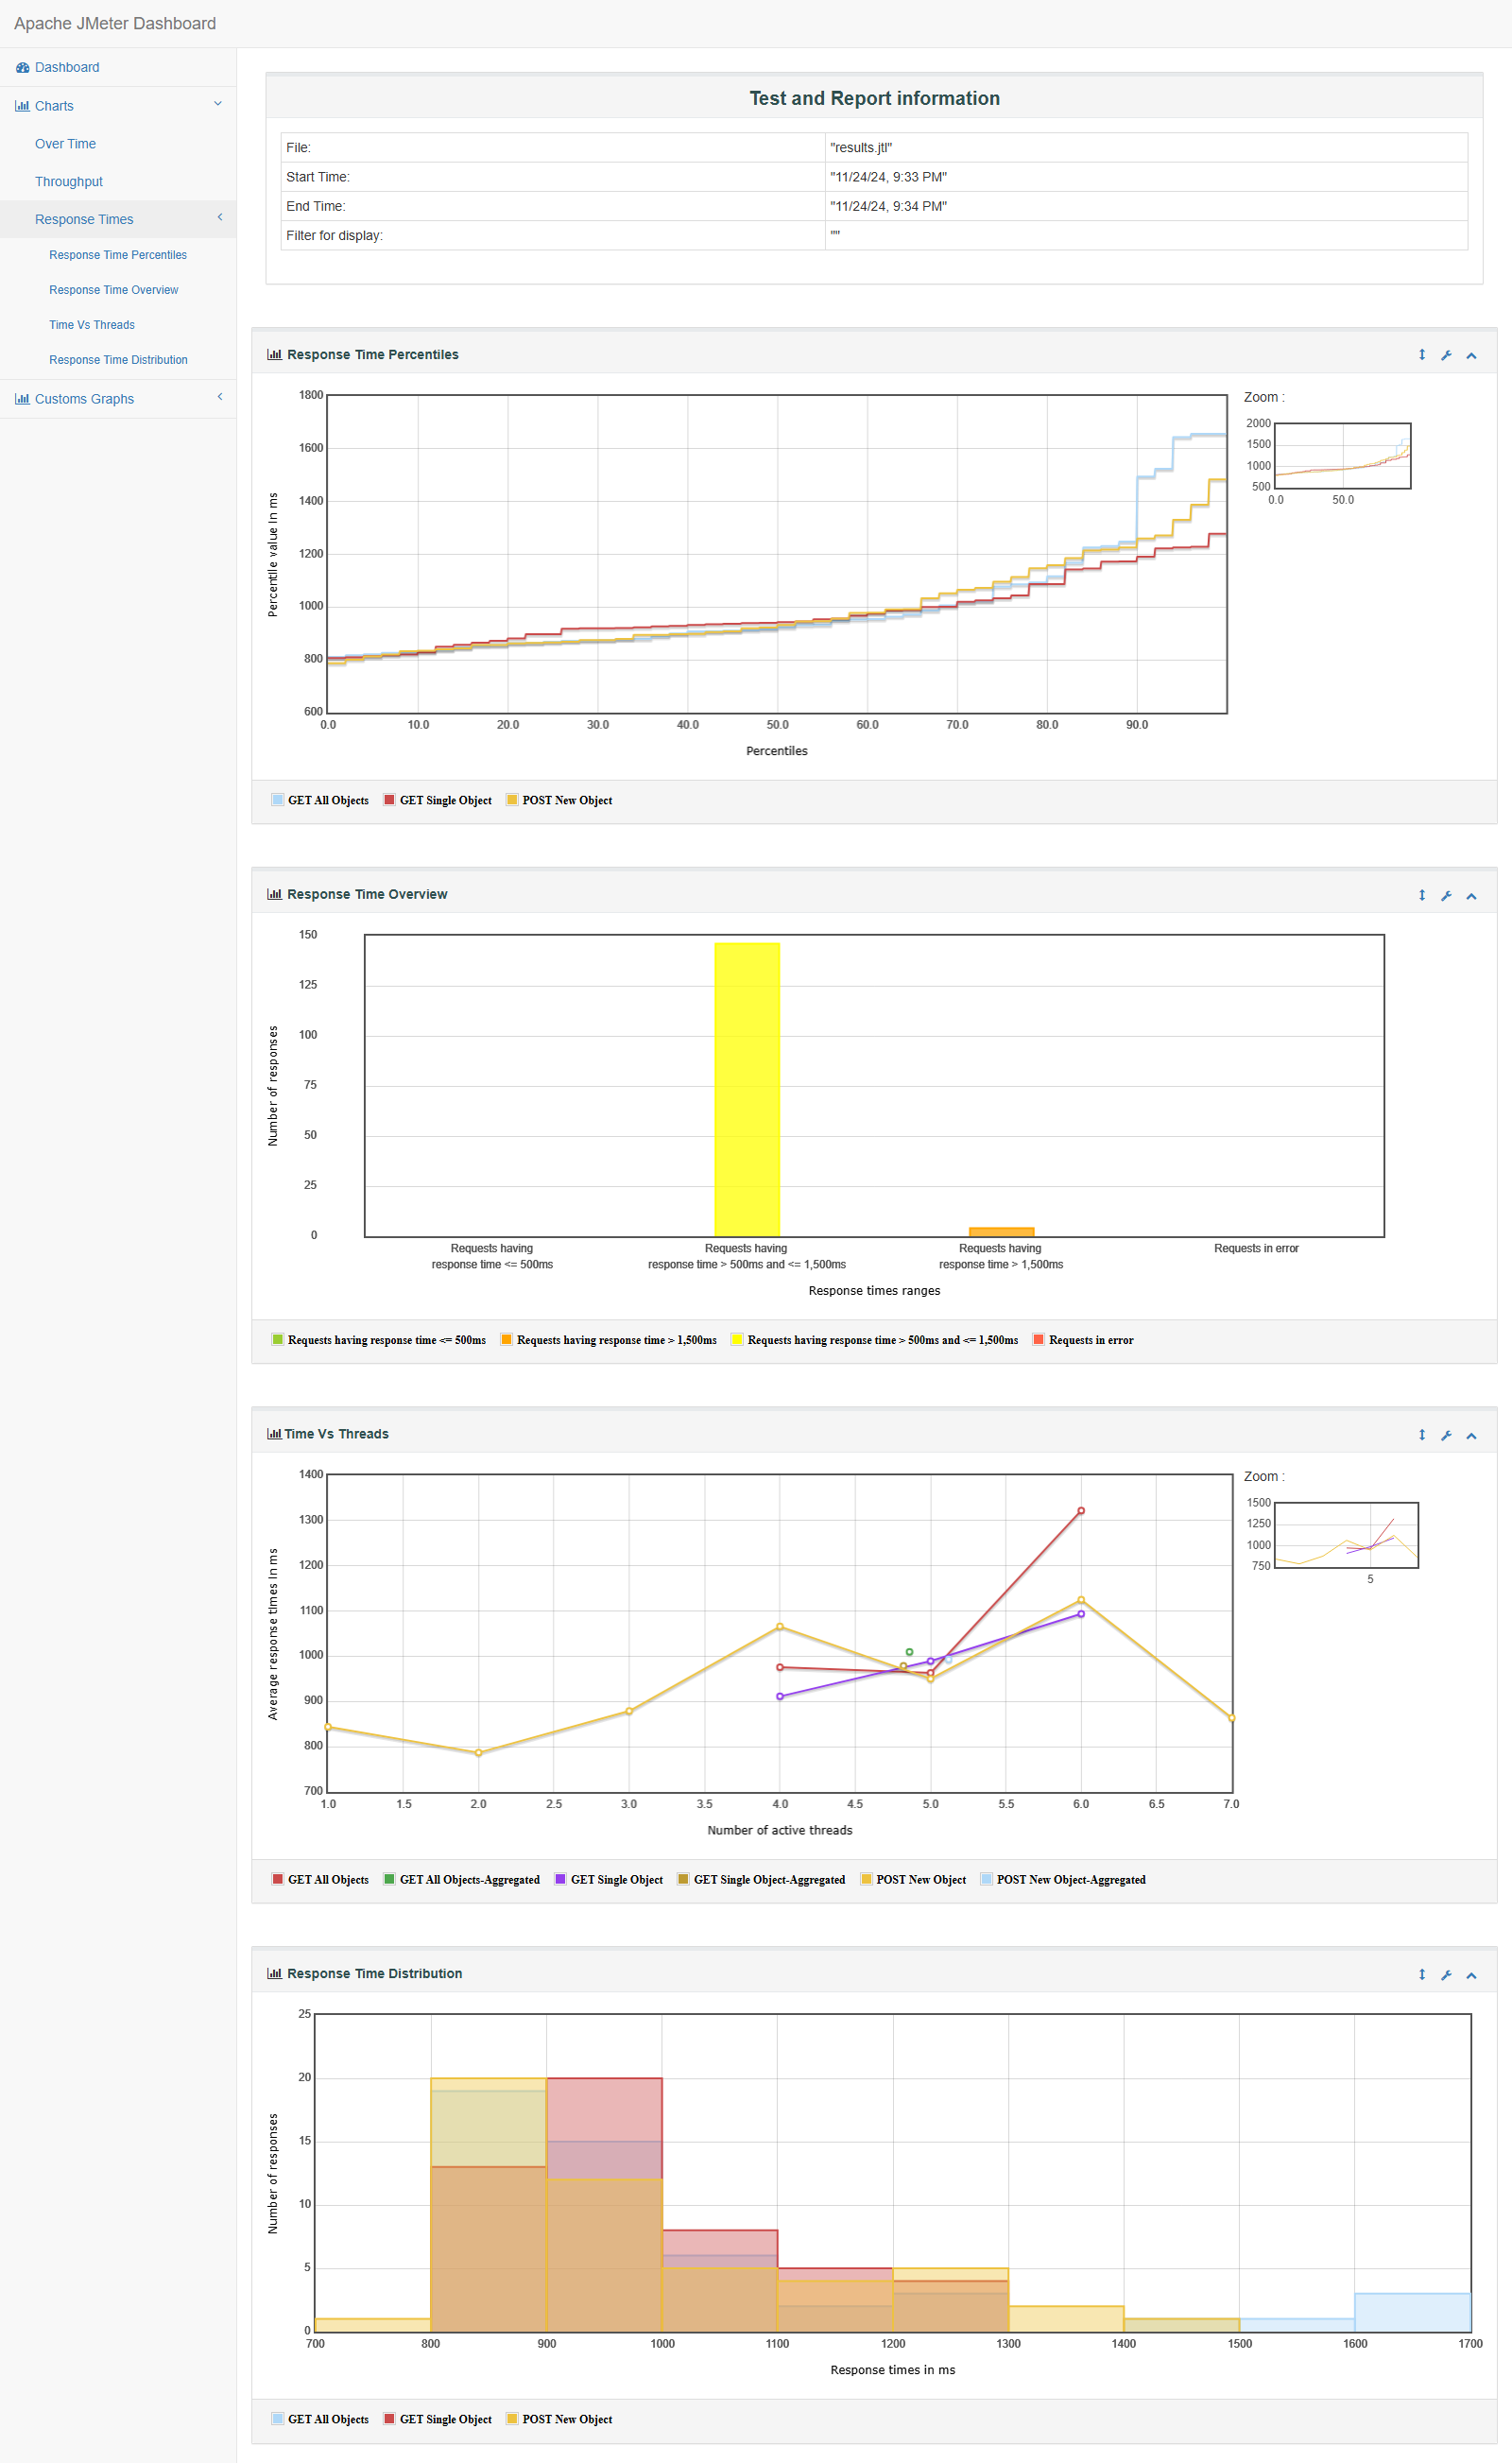 Apache JMeter Dashboard
Dashboard
Charts
Over Time
Throughput
Response Times
Response Time Percentiles
Response Time Overview
Time Vs Threads
Response Time Distribution
Customs Graphs
Test and Report information
File: "results.jtl"
Start Time: "11/24/24, 9:33 PM"
End Time: "11/24/24, 9:34 PM"
Filter for display: ""
Response Time Percentiles
Percentile value in ms
1800
1600
1400
1200
1000
800
600
0.0 10.0 20.0 30.0 40.0 50.0 60.0 70.0 80.0 90.0
Percentiles
Zoom :
2000
1500
1000
500
0.0 50.0
GET All Objects GET Single Object POST New Object
Response Time Overview
Number of responses
150
125
100
75
50
25
0
Requests having
response time <= 500ms
Requests having
response time > 500ms and <= 1,500ms
Requests having
response time > 1,500ms
Requests in error
Response times ranges
Requests having response time <= 500ms Requests having response time > 1,500ms Requests having response time > 500ms and <= 1,500ms Requests in error
Time Vs Threads
Average response times in ms
1400
1300
1200
1100
1000
900
800
700
1.0 1.5 2.0 2.5 3.0 3.5 4.0 4.5 5.0 5.5 6.0 6.5 7.0
Number of active threads
Zoom :
1500
1250
1000
750
5
GET All Objects GET All Objects-Aggregated GET Single Object GET Single Object-Aggregated POST New Object POST New Object-Aggregated
Response Time Distribution
Number of responses
25
20
15
10
5
0
700 800 900 1000 1100 1200 1300 1400 1500 1600 1700
Response times in ms
GET All Objects GET Single Object POST New Object